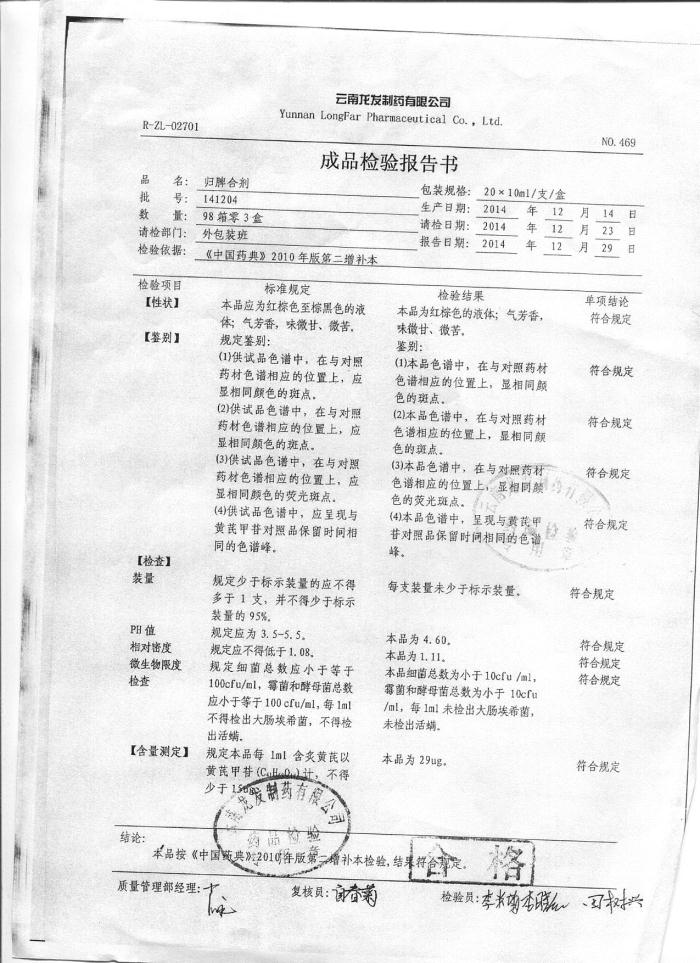 云南龙发制药有限公司
Yunnan LongFar Pharmaceutical Co., Ltd.
R-ZL-02701
NO.469
成品检验报告书
品 名: 归脾合剂
包装规格: 20×10ml/支/盒
批 号: 141204
生产日期: 2014 年 12 月 14 日
数 量: 98箱零3盒
请检日期: 2014 年 12 月 23 日
请检部门: 外包装班
报告日期: 2014 年 12 月 29 日
检验依据: 《中国药典》2010年版第二增补本
检验项目 标准规定 检验结果 单项结论
【性状】 本品应为红棕色至棕黑色的液 本品为红棕色的液体;气芳香, 符合规定
体;气芳香,味微甘、微苦。 味微甘、微苦。
【鉴别】 规定鉴别: 鉴别:
(1)供试品色谱中,在与对照 (1)本品色谱中,在与对照药材 符合规定
药材色谱相应的位置上,应 色谱相应的位置上,显相同颜
显相同颜色的斑点。 色的斑点。
(2)供试品色谱中,在与对照 (2)本品色谱中,在与对照药材 符合规定
药材色谱相应的位置上,应 色谱相应的位置上,显相同颜
显相同颜色的斑点。 色的斑点。
(3)供试品色谱中,在与对照 (3)本品色谱中,在与对照药材 符合规定
药材色谱相应的位置上,应 色谱相应的位置上,显相同颜
显相同颜色的荧光斑点。 色的荧光斑点。
(4)供试品色谱中,应呈现与 (4)本品色谱中,呈现与黄芪甲 符合规定
黄芪甲苷对照品保留时间相 苷对照品保留时间相同的色谱
同的色谱峰。 峰。
【检查】
装量 规定少于标示装量的应不得 每支装量未少于标示装量。 符合规定
多于1支,并不得少于标示
装量的95%。
PH值 规定应为3.5-5.5。 本品为4.60。 符合规定
相对密度 规定应不得低于1.08。 本品为1.11。 符合规定
微生物限度 规定细菌总数应小于等于 本品细菌总数为小于10cfu/ml, 符合规定
检查 100cfu/ml,霉菌和酵母菌总数 霉菌和酵母菌总数为小于 10cfu
应小于等于100cfu/ml,每1ml /ml,每1ml未检出大肠埃希菌,
不得检出大肠埃希菌,不得检 未检出活螨。
出活螨。
【含量测定】 规定本品每1ml含炙黄芪以 本品为29ug。 符合规定
黄芪甲苷 计,不得
少于15ug
龙发制药有限公司
药品检验
结论:
本品按《中国药典》2010年版第二增补本检验,结果符合规定。
合格
质量管理部经理:
复核员:
检验员: